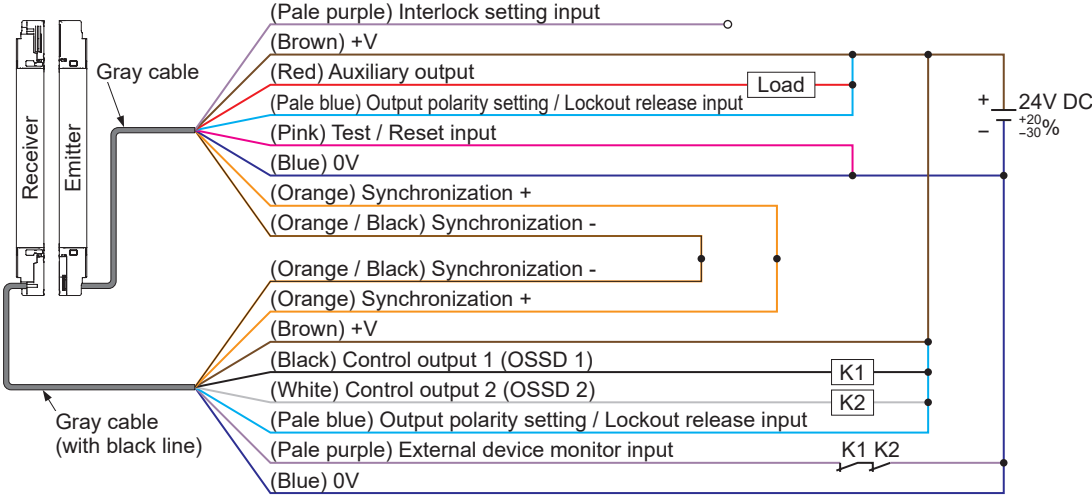 (Pale purple) Interlock setting input
(Brown) +V
Gray cable
(Red) Auxiliary output
Load
(Pale blue) Output polarity setting / Lockout release input
+ 24V DC
− +20
−30%
(Pink) Test / Reset input
Receiver
Emitter
(Blue) 0V
(Orange) Synchronization +
(Orange / Black) Synchronization -
(Orange / Black) Synchronization -
(Orange) Synchronization +
(Brown) +V
(Black) Control output 1 (OSSD 1)
K1
(White) Control output 2 (OSSD 2)
K2
Gray cable
(with black line)
(Pale blue) Output polarity setting / Lockout release input
(Pale purple) External device monitor input
K1 K2
(Blue) 0V